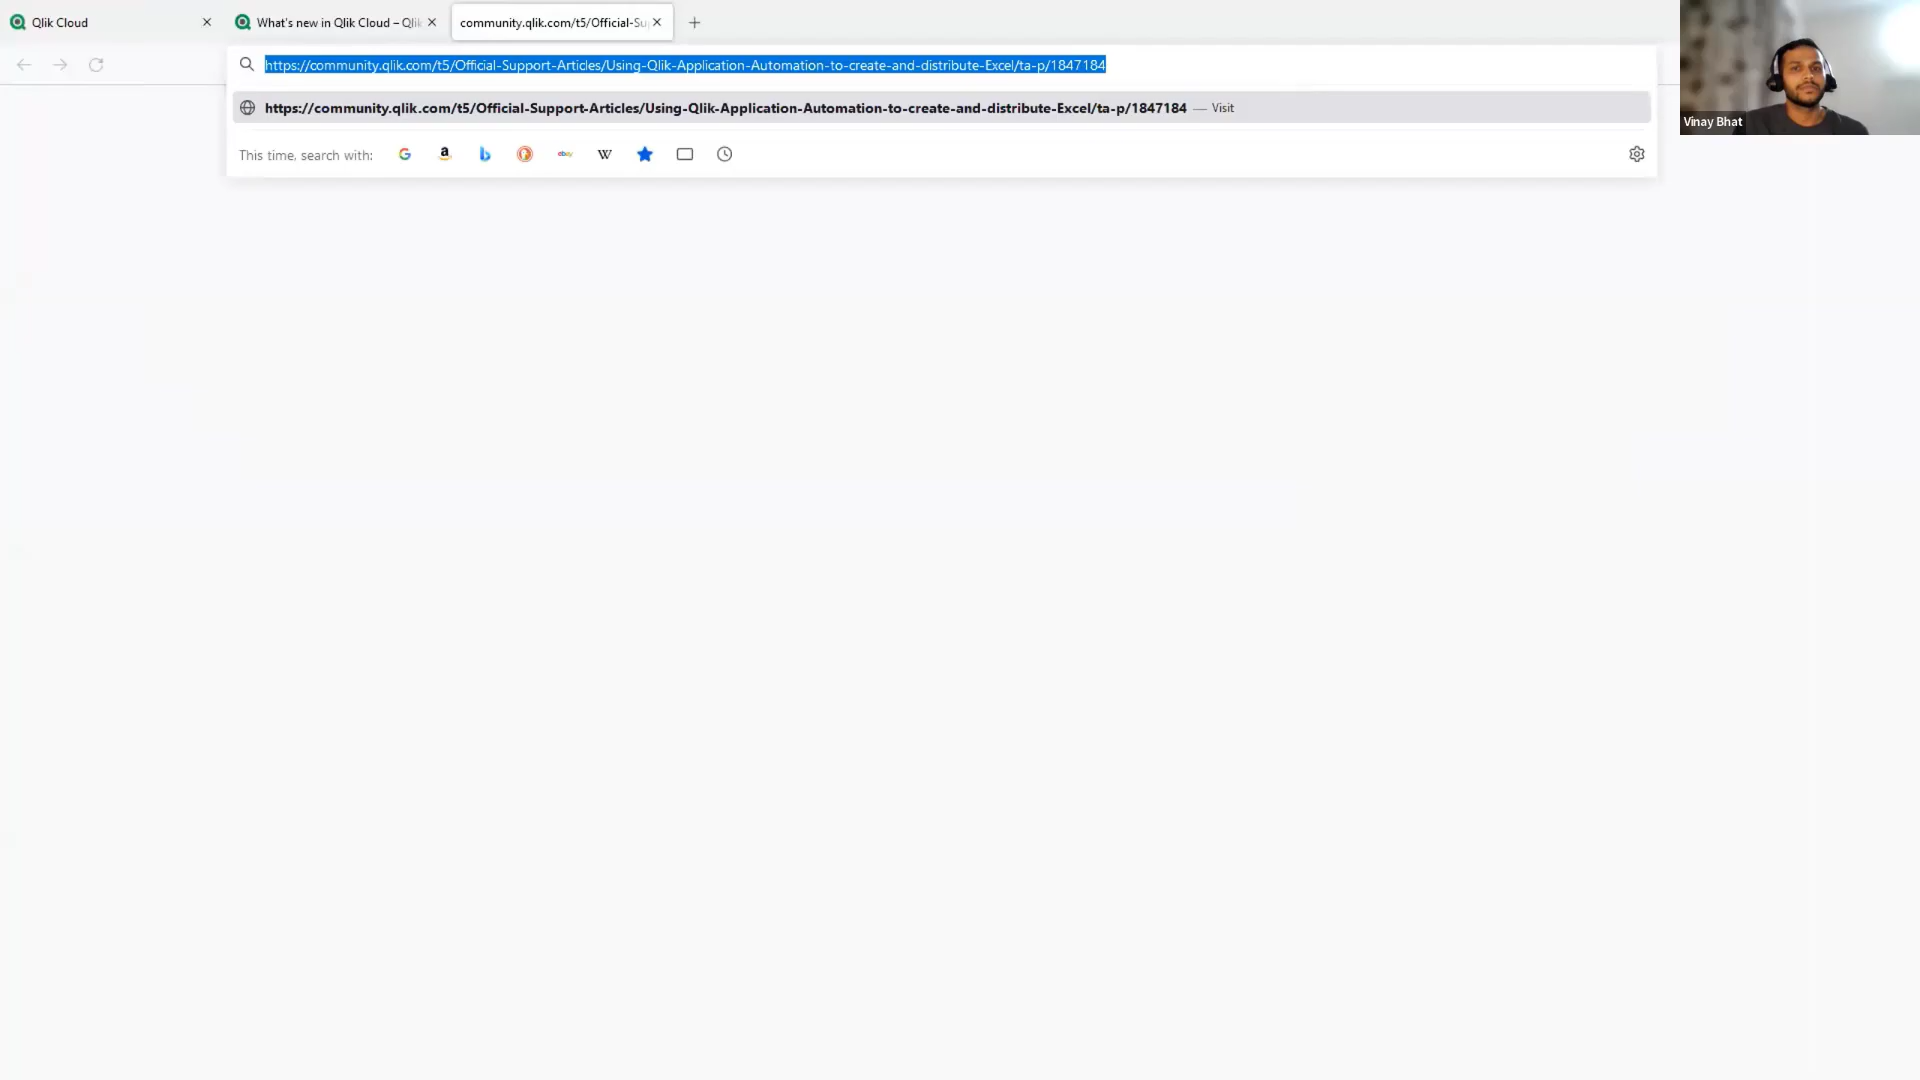 Qlik Cloud
What's new in Qlik Cloud – Qlik
community.qlik.com/t5/Official-Su
https://community.qlik.com/t5/Official-Support-Articles/Using-Qlik-Application-Automation-to-create-and-distribute-Excel/ta-p/1847184
https://community.qlik.com/t5/Official-Support-Articles/Using-Qlik-Application-Automation-to-create-and-distribute-Excel/ta-p/1847184 — Visit
This time, search with:
Vinay Bhat